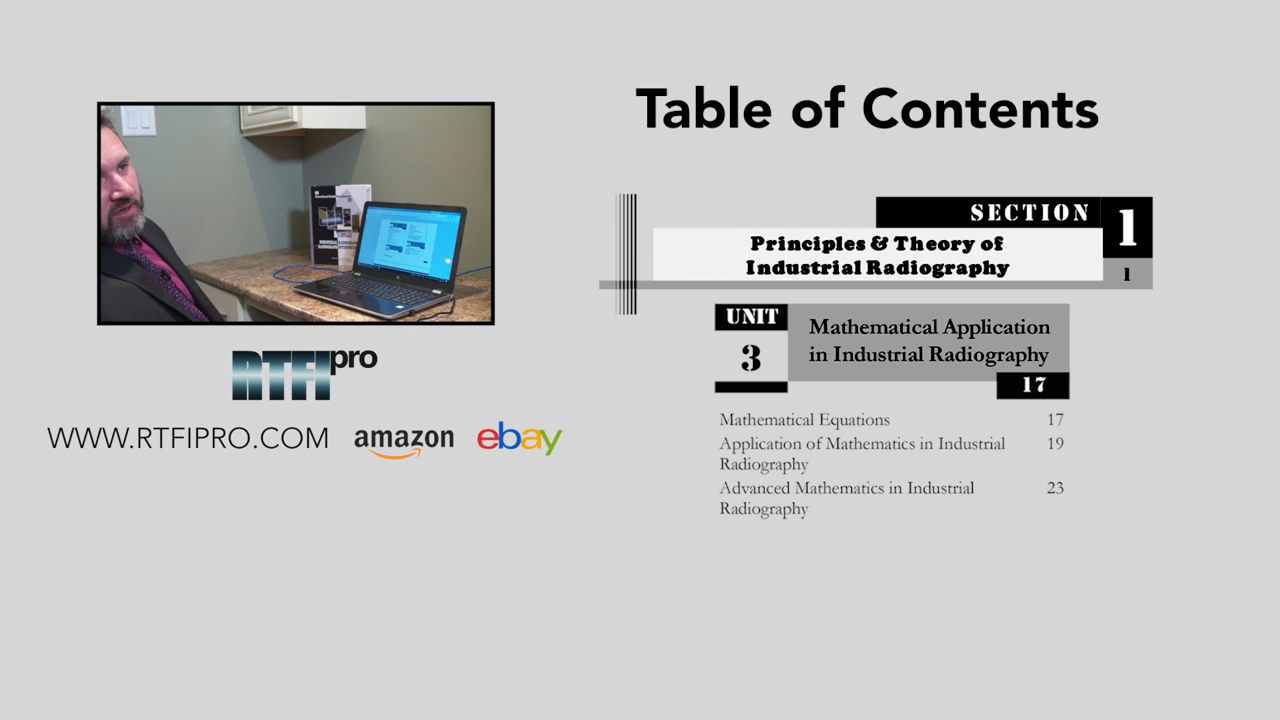 Table of Contents
SECTION
1
Principles & Theory of
Industrial Radiography
1
UNIT
3
Mathematical Application
in Industrial Radiography
17
Mathematical Equations 17
Application of Mathematics in Industrial 19
Radiography
Advanced Mathematics in Industrial 23
Radiography
RTFI pro
WWW.RTFIPRO.COM amazon ebay